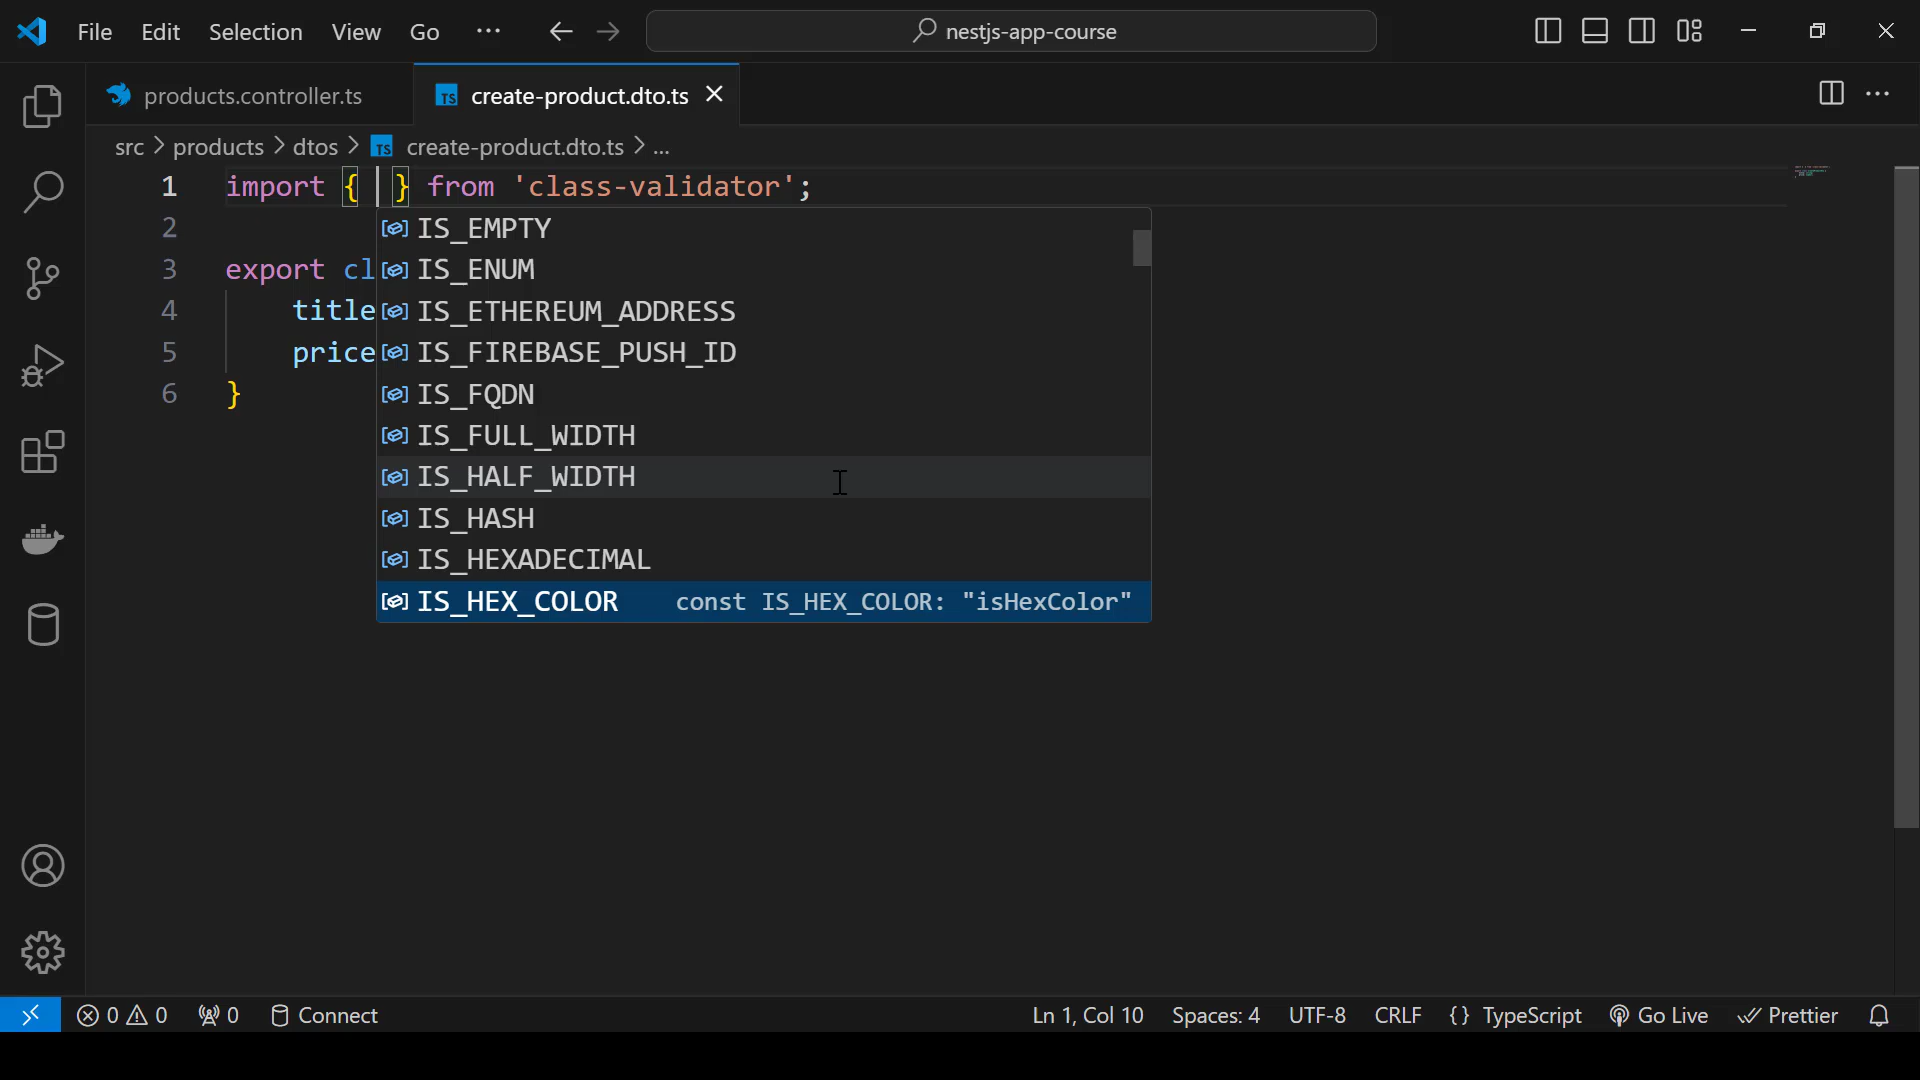 File Edit Selection View Go ··· nestjs-app-course
products.controller.ts TS create-product.dto.ts
src > products > dtos > TS create-product.dto.ts > ...
1 import { } from 'class-validator';
2
3 export cl
4 title
5 price
6 }
IS_EMPTY
IS_ENUM
IS_ETHEREUM_ADDRESS
IS_FIREBASE_PUSH_ID
IS_FQDN
IS_FULL_WIDTH
IS_HALF_WIDTH
IS_HASH
IS_HEXADECIMAL
IS_HEX_COLOR const IS_HEX_COLOR: "isHexColor"
0 0 0 Connect Ln 1, Col 10 Spaces: 4 UTF-8 CRLF {} TypeScript Go Live Prettier